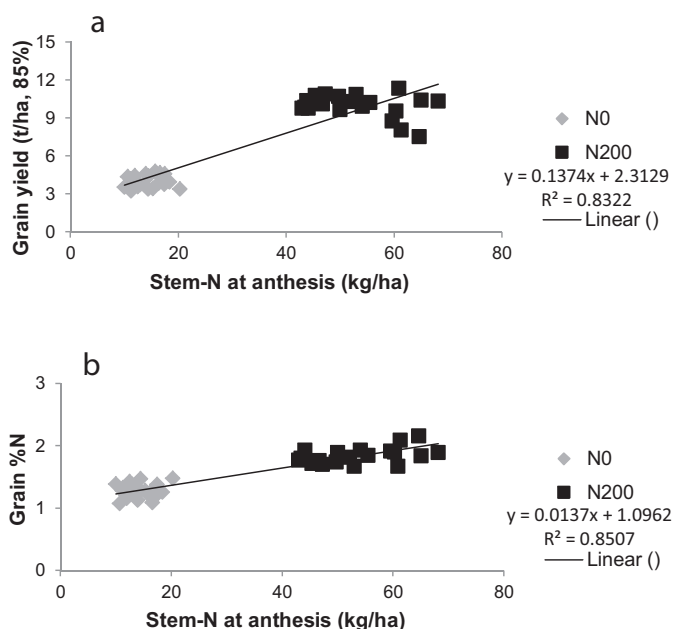 a
15
12
9
6
3
0
Grain yield (t/ha, 85%)
0 20 40 60 80
Stem-N at anthesis (kg/ha)
N0
N200
y = 0.1374x + 2.3129
R² = 0.8322
Linear ()
b
3
2
1
0
Grain %N
0 20 40 60 80
Stem-N at anthesis (kg/ha)
N0
N200
y = 0.0137x + 1.0962
R² = 0.8507
Linear ()